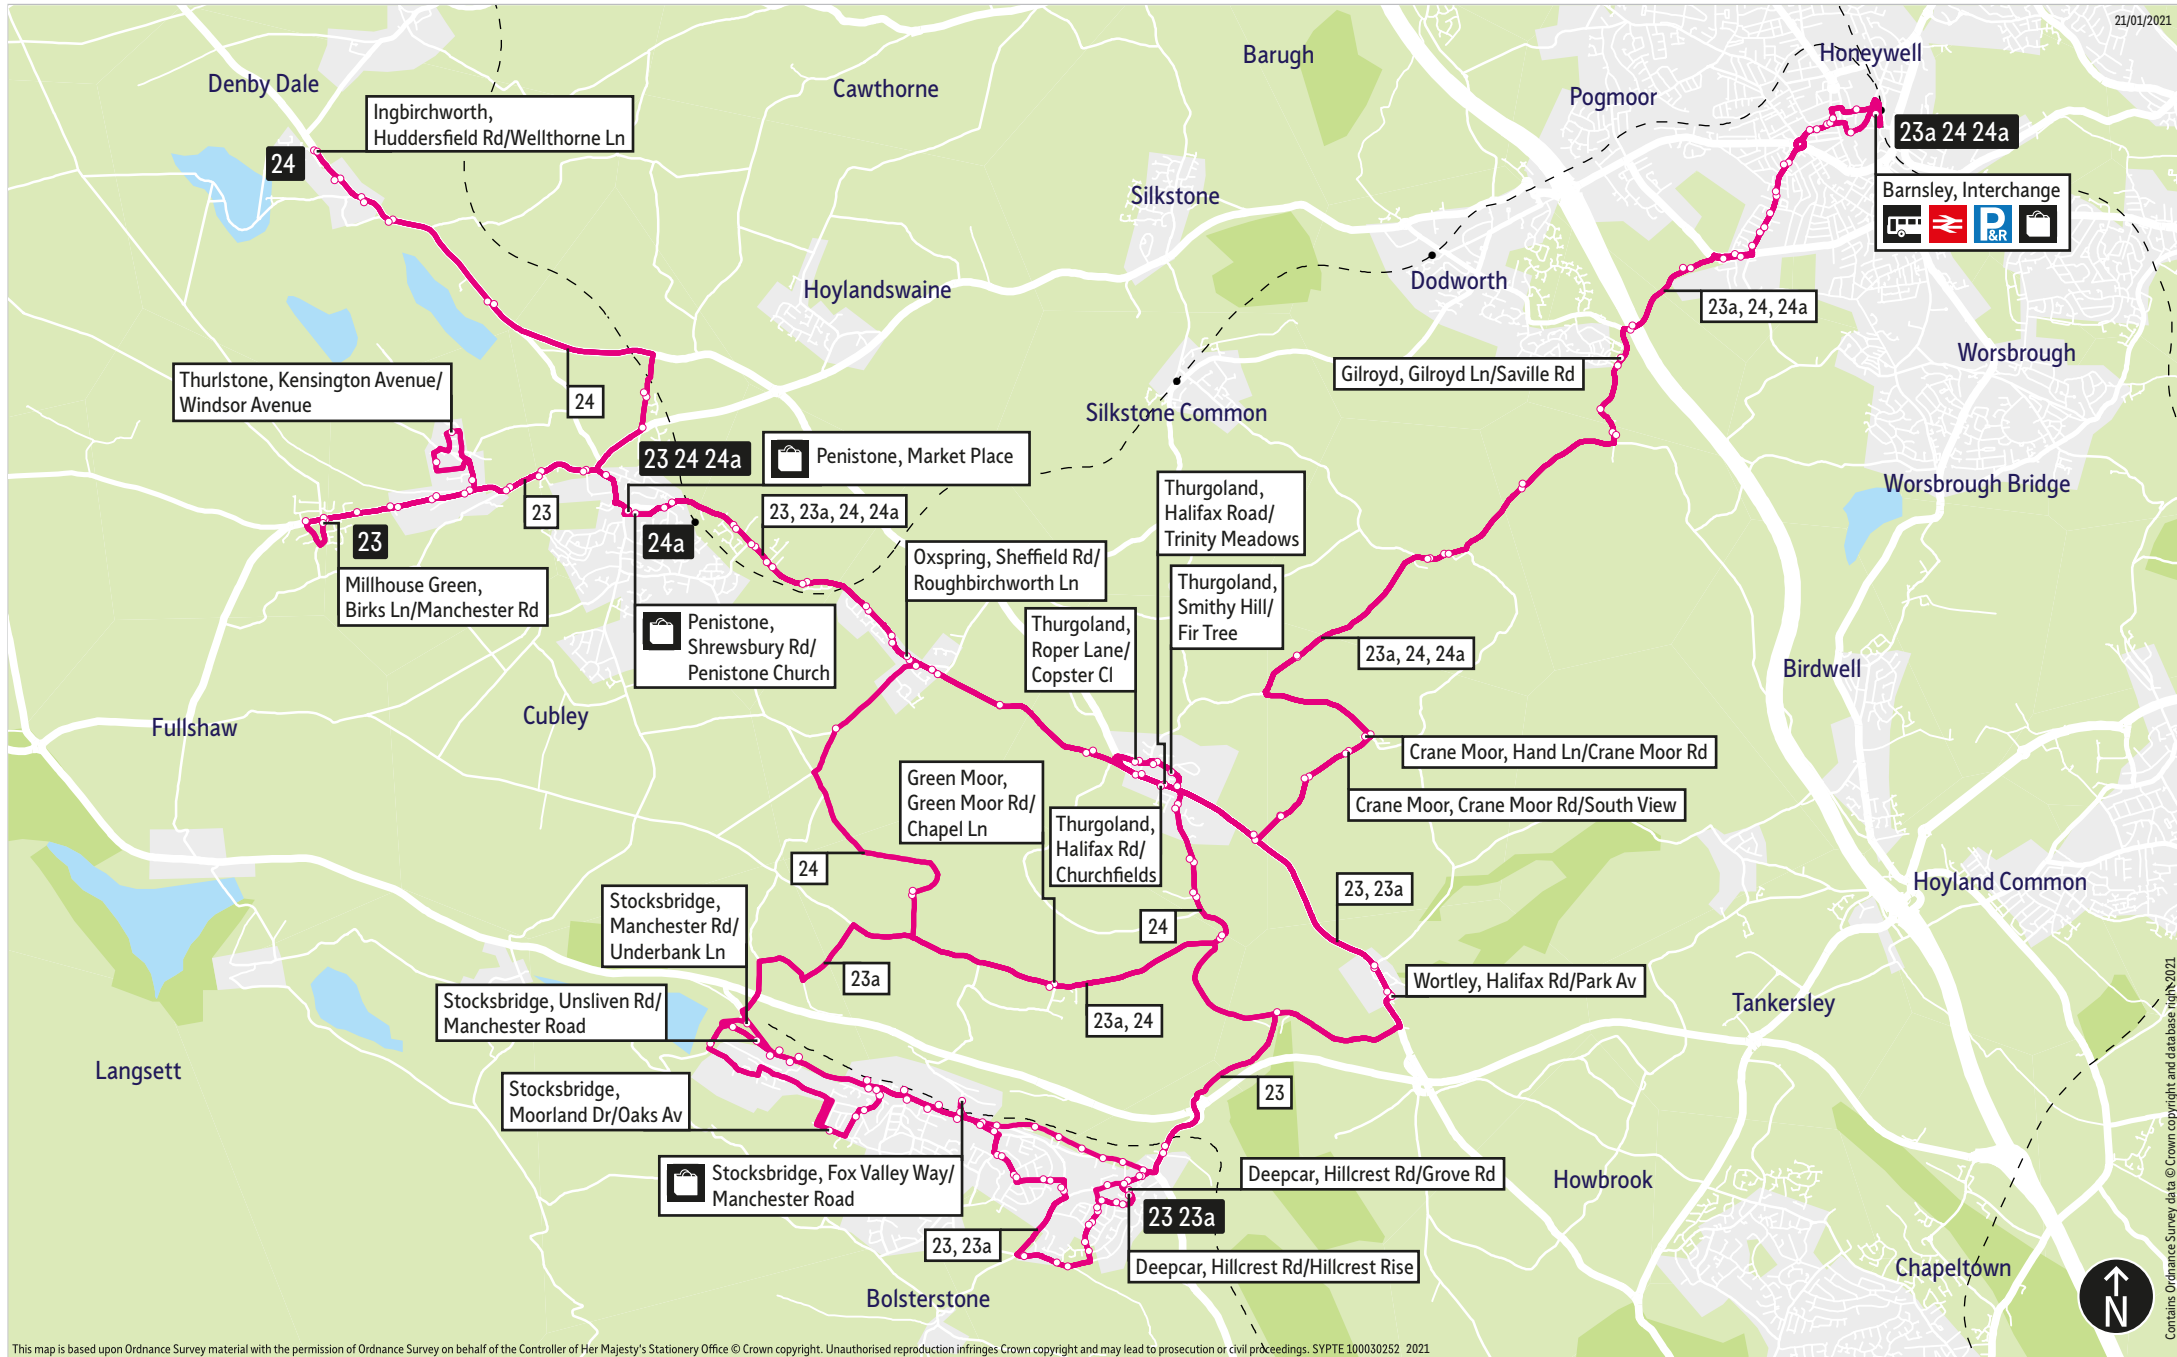 21/01/2021
Honeywell
Barugh
Denby Dale
Cawthorne
Pogmoor
Ingbirchworth,
Huddersfield Rd/Wellthorne Ln
23a 24 24a
24
Silkstone
Barnsley, Interchange
P
&R
Dodworth
Hoylandswaine
23a, 24, 24a
Worsbrough
Gilroyd, Gilroyd Ln/Saville Rd
Thurlstone, Kensington Avenue/
Windsor Avenue
24
Silkstone Common
23 24 24a
Penistone, Market Place
Worsbrough Bridge
Thurgoland,
Halifax Road/
Trinity Meadows
23
23, 23a, 24, 24a
23
24a
Oxspring, Sheffield Rd/
Roughbirchworth Ln
Millhouse Green,
Birks Ln/Manchester Rd
Thurgoland,
Smithy Hill/
Fir Tree
Penistone,
Shrewsbury Rd/
Penistone Church
Thurgoland,
Roper Lane/
Copster Cl
23a, 24, 24a
Birdwell
Fullshaw
Cubley
Crane Moor, Hand Ln/Crane Moor Rd
Green Moor,
Green Moor Rd/
Chapel Ln
Crane Moor, Crane Moor Rd/South View
Thurgoland,
Halifax Rd/
Churchfields
24
23, 23a
Hoyland Common
Stocksbridge,
Manchester Rd/
Underbank Ln
24
23a
Wortley, Halifax Rd/Park Av
Stocksbridge, Unsliven Rd/
Manchester Road
Tankersley
23a, 24
Langsett
Stocksbridge,
Moorland Dr/Oaks Av
23
Stocksbridge, Fox Valley Way/
Manchester Road
Deepcar, Hillcrest Rd/Grove Rd
Howbrook
23 23a
23, 23a
Deepcar, Hillcrest Rd/Hillcrest Rise
Chapeltown
Bolsterstone
N
Contains Ordnance Survey data © Crown copyright and database right 2021
This map is based upon Ordnance Survey material with the permission of Ordnance Survey on behalf of the Controller of Her Majesty's Stationery Office © Crown copyright. Unauthorised reproduction infringes Crown copyright and may lead to prosecution or civil proceedings. SYPTE 100030252 2021